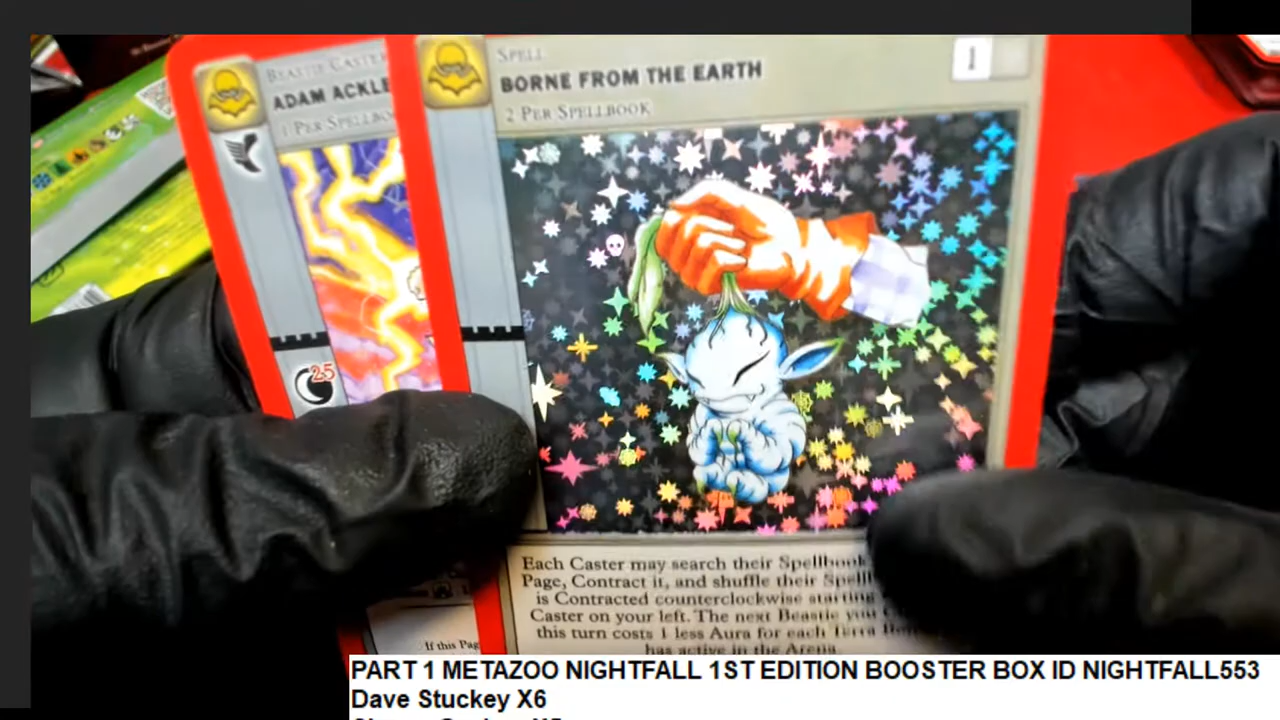 BEASTIE CASTER
ADAM ACKLE
1 PER SPELLBO
25
If this Pag
SPELL
BORNE FROM THE EARTH
2 PER SPELLBOOK
1
Each Caster may search their Spellbook
Page, Contract it, and shuffle their Spell
is Contracted counterclockwise starting
Caster on your left. The next Beastie you
this turn costs 1 less Aura for each Terra
has active in the Arena.
PART 1 METAZOO NIGHTFALL 1ST EDITION BOOSTER BOX ID NIGHTFALL553
Dave Stuckey X6